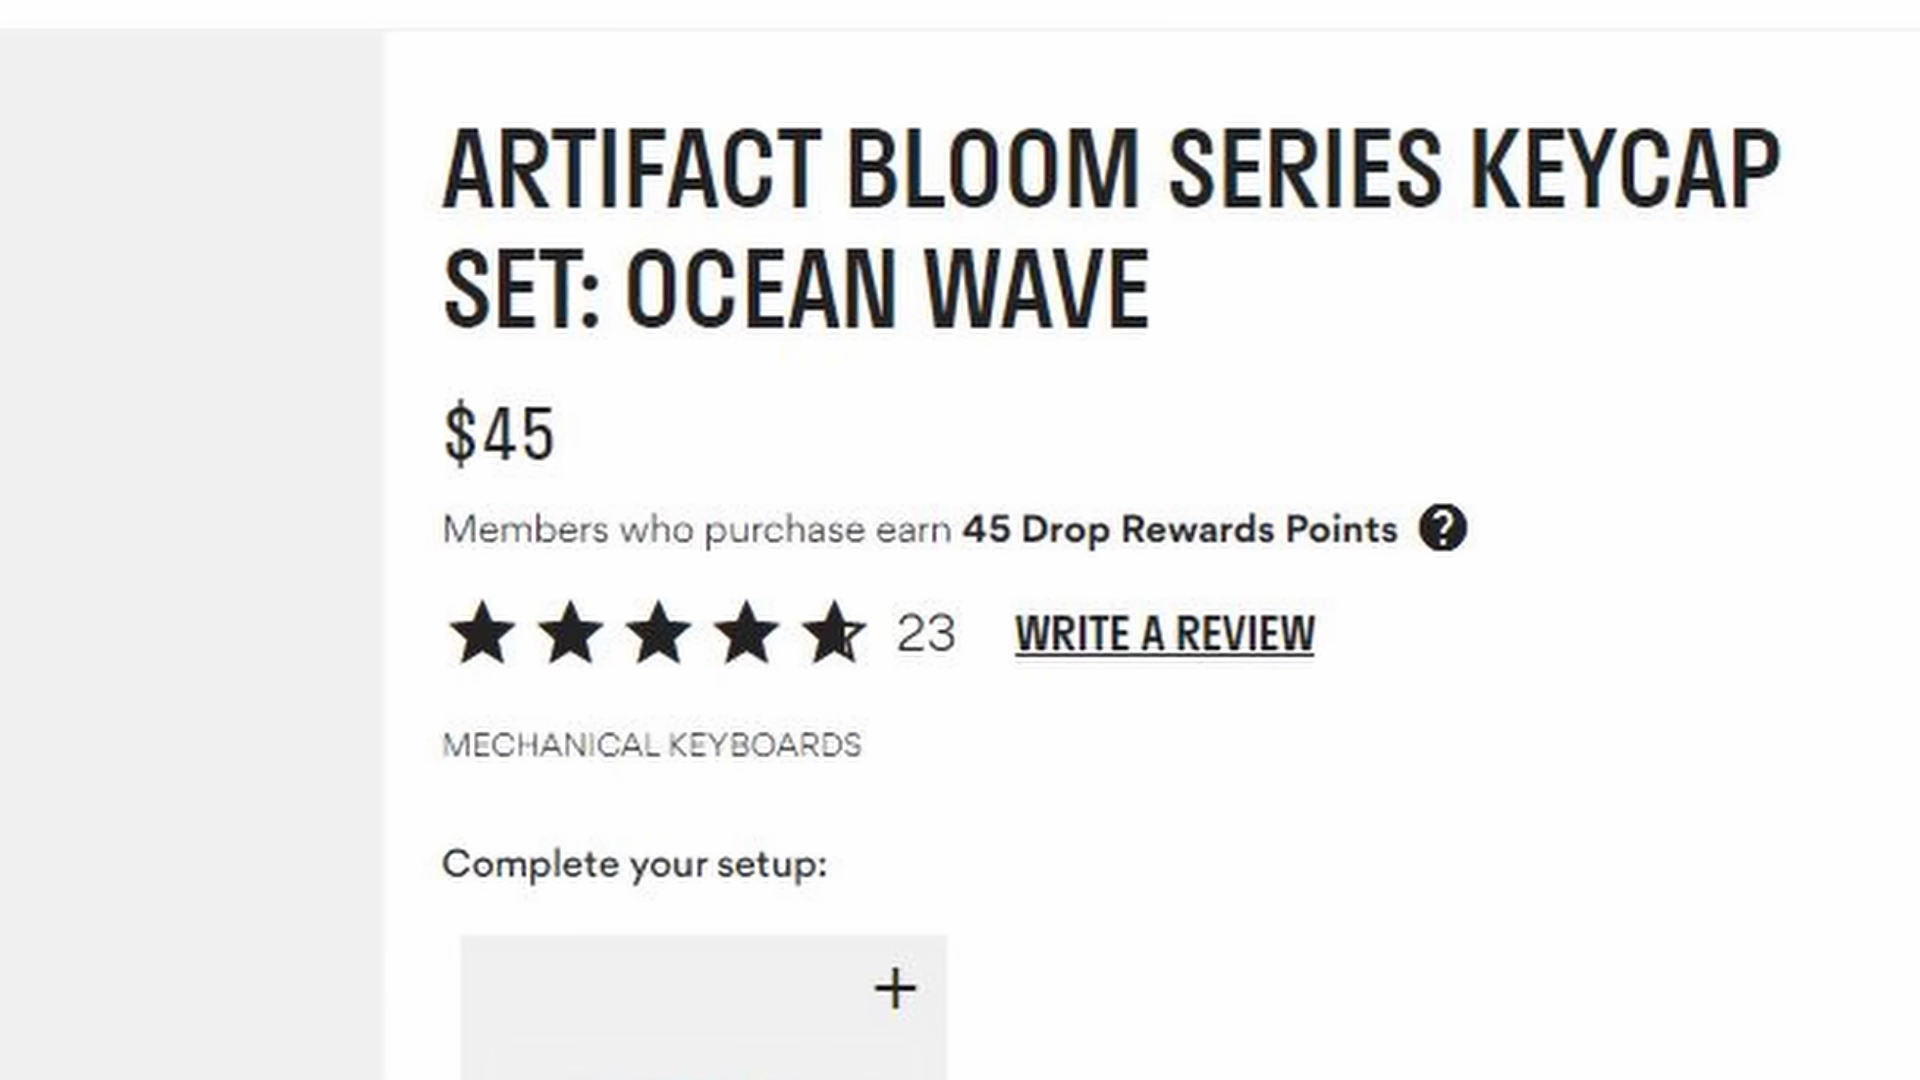 ARTIFACT BLOOM SERIES KEYCAP
SET: OCEAN WAVE
$45
Members who purchase earn 45 Drop Rewards Points ?
23 WRITE A REVIEW
MECHANICAL KEYBOARDS
Complete your setup:
+